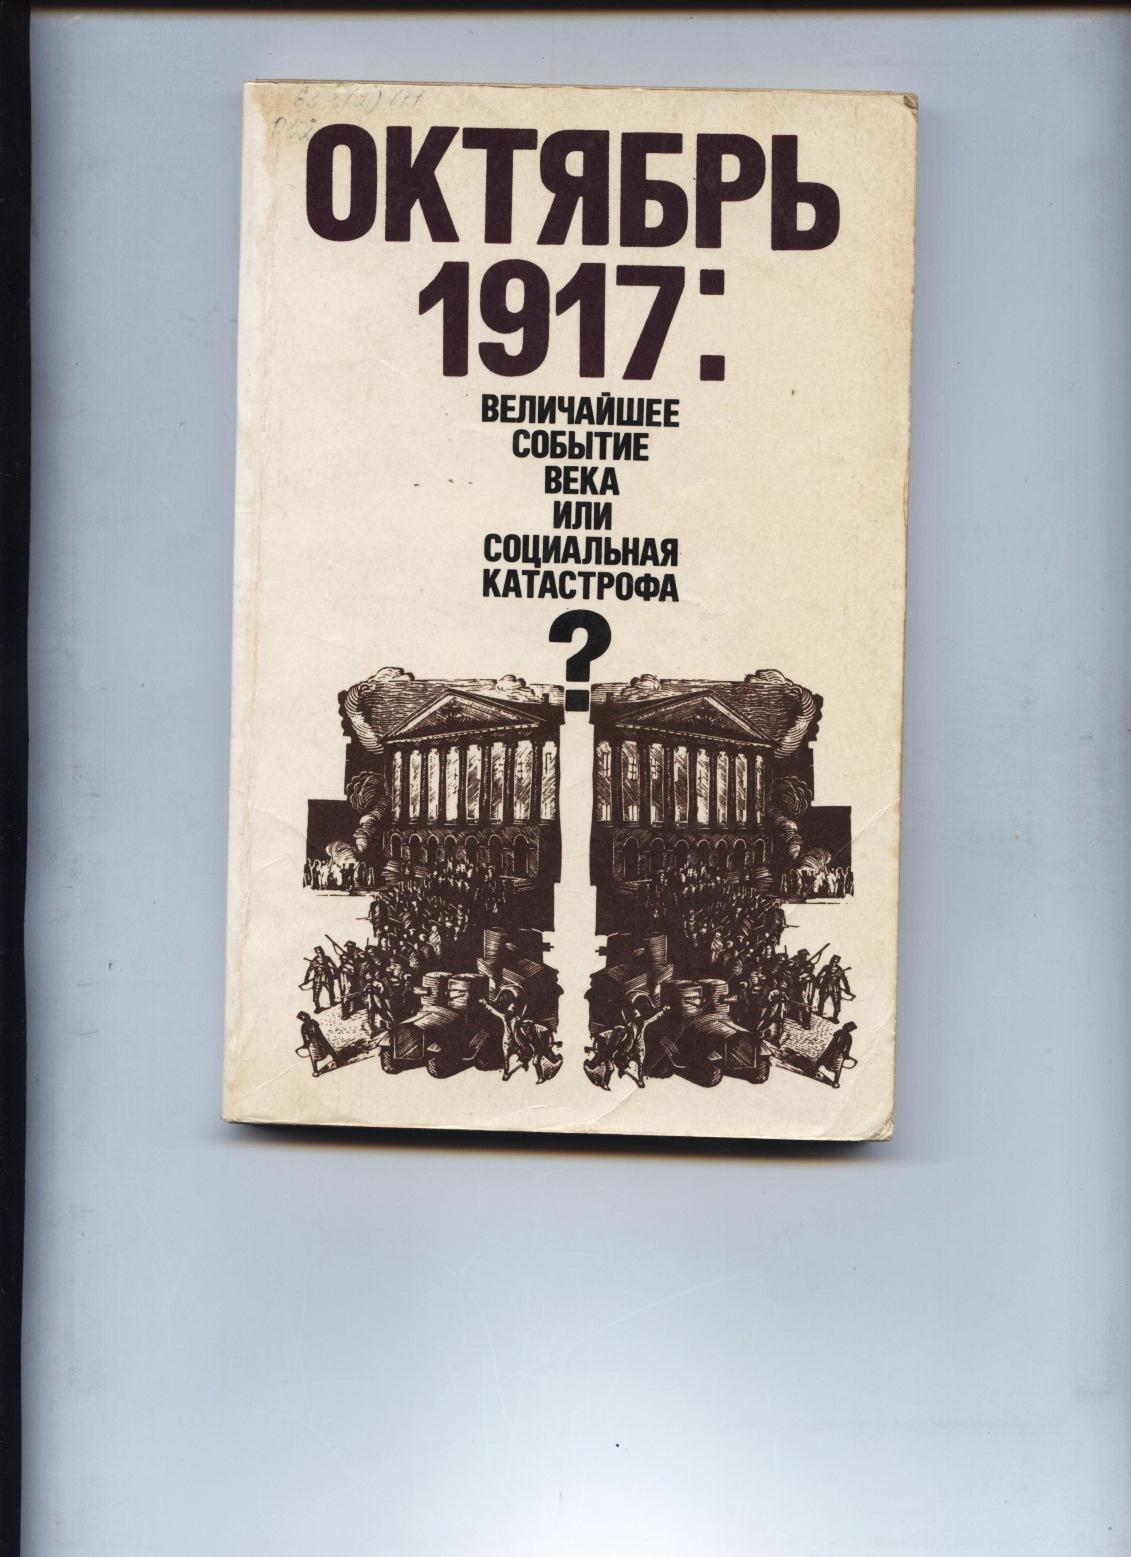 ОКТЯБРЬ
1917:
ВЕЛИЧАЙШЕЕ
СОБЫТИЕ
ВЕКА
ИЛИ
СОЦИАЛЬНАЯ
КАТАСТРОФА
?